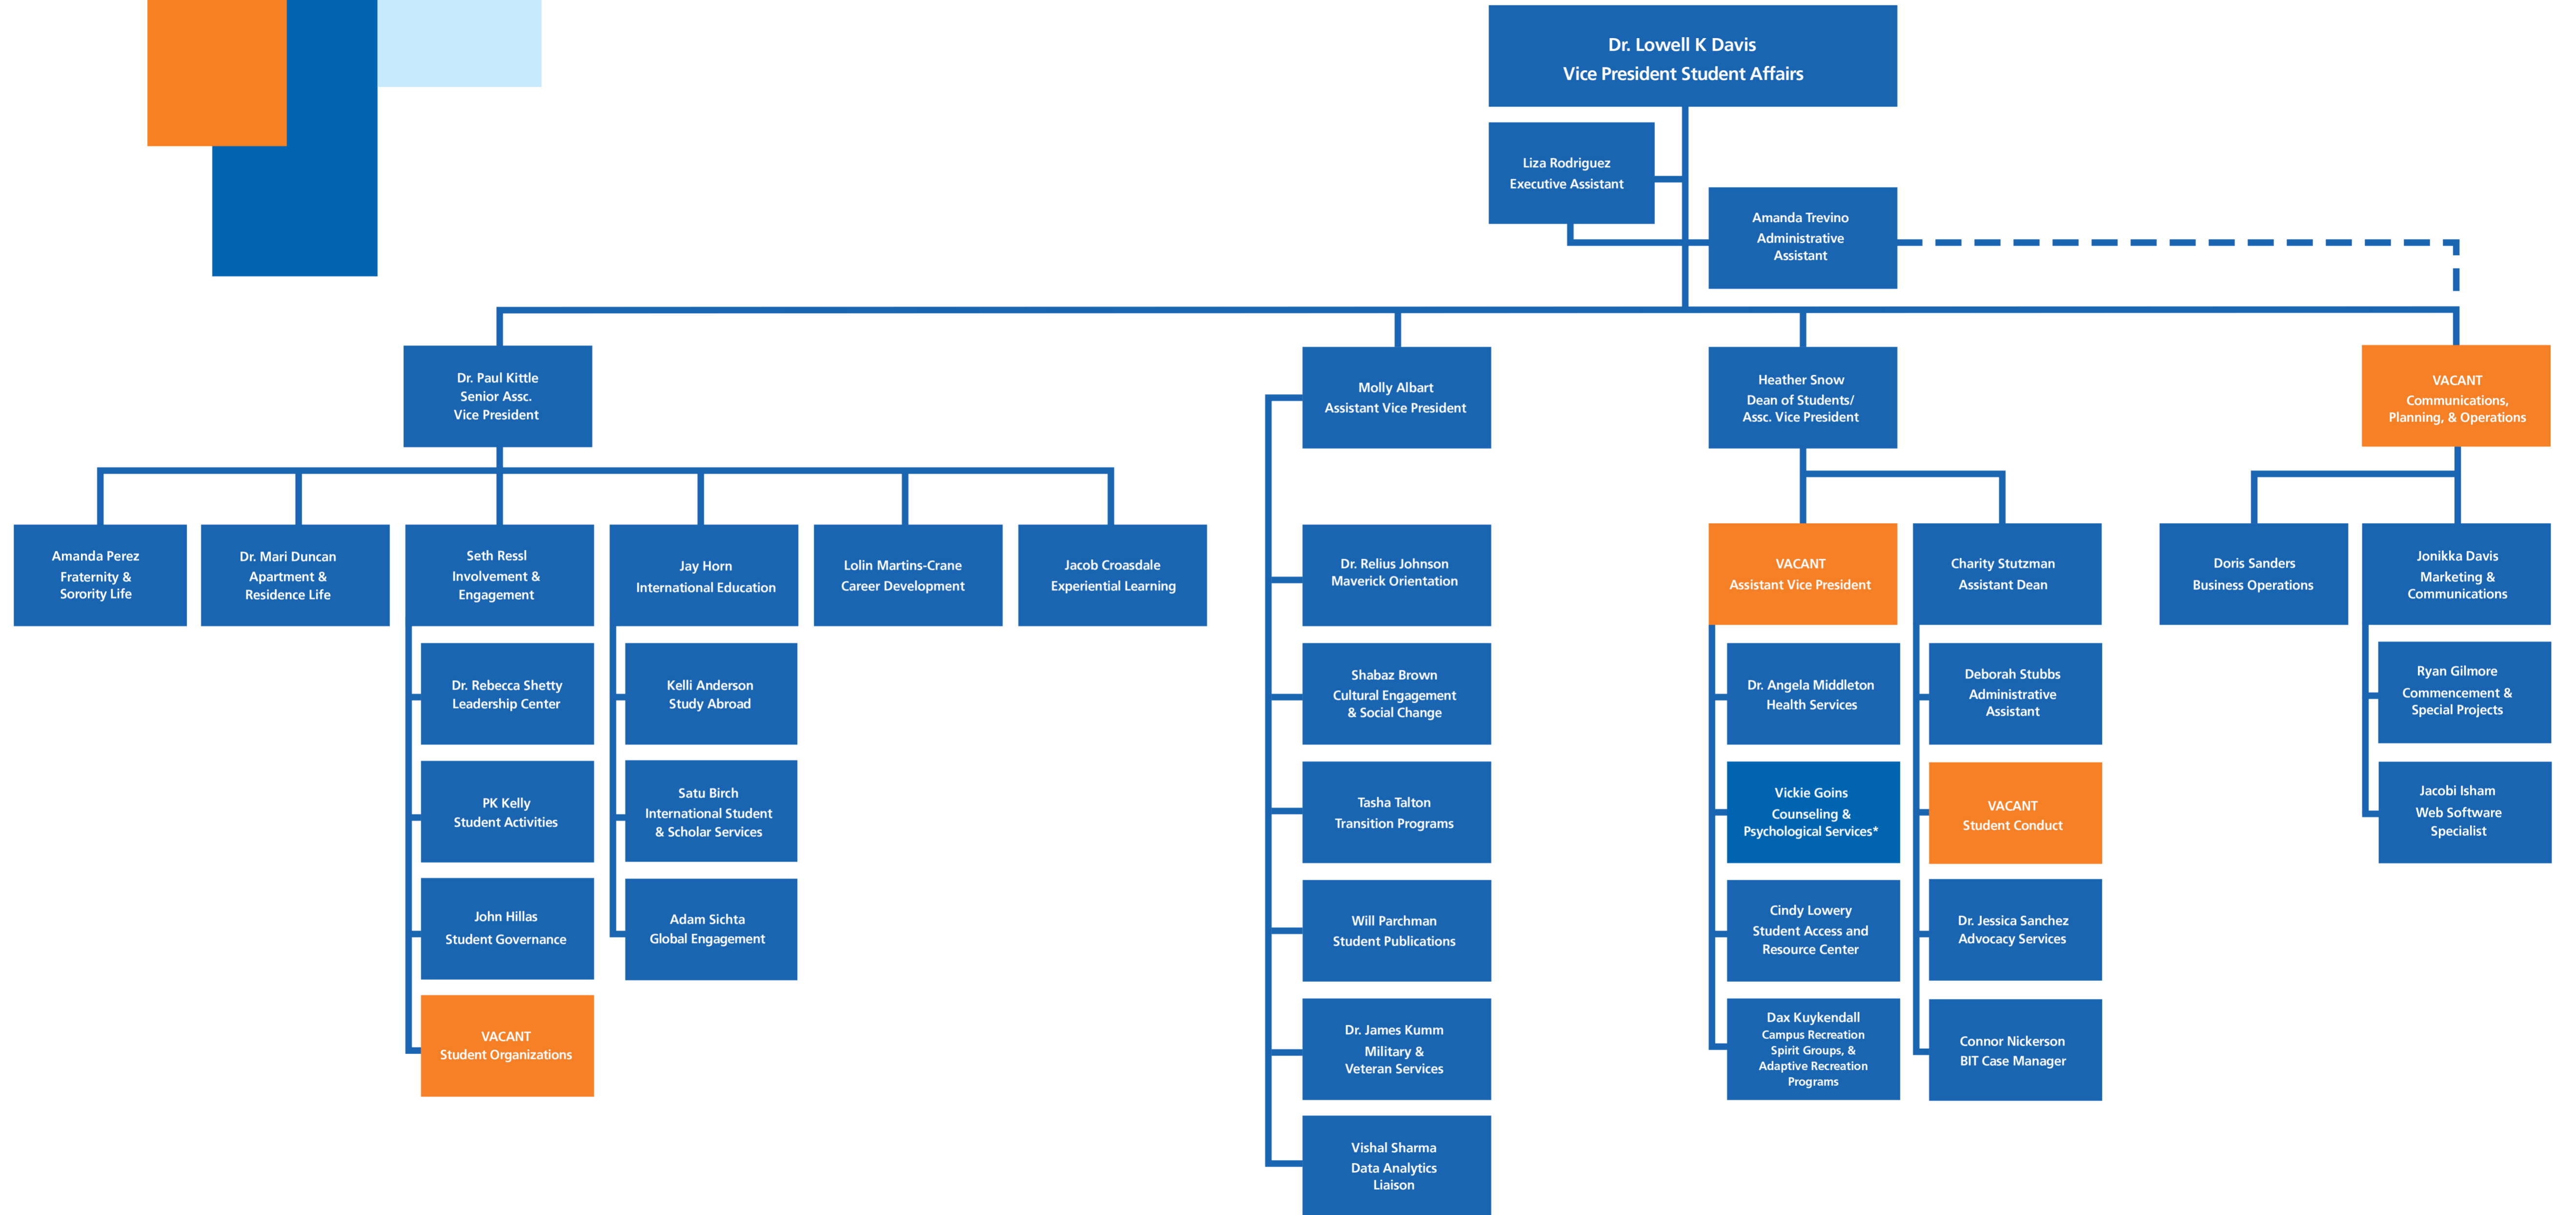 Dr. Lowell K Davis
Vice President Student Affairs
Liza Rodriguez
Executive Assistant
Amanda Trevino
Administrative
Assistant
Dr. Paul Kittle
Senior Assc.
Vice President
Molly Albart
Assistant Vice President
Heather Snow
Dean of Students/
Assc. Vice President
VACANT
Communications,
Planning, & Operations
Amanda Perez
Fraternity &
Sorority Life
Dr. Mari Duncan
Apartment &
Residence Life
Seth Ressl
Involvement &
Engagement
Jay Horn
International Education
Lolin Martins-Crane
Career Development
Jacob Croasdale
Experiential Learning
Dr. Relius Johnson
Maverick Orientation
VACANT
Assistant Vice President
Charity Stutzman
Assistant Dean
Doris Sanders
Business Operations
Jonikka Davis
Marketing &
Communications
Dr. Rebecca Shetty
Leadership Center
Kelli Anderson
Study Abroad
Shabaz Brown
Cultural Engagement
& Social Change
Dr. Angela Middleton
Health Services
Deborah Stubbs
Administrative
Assistant
Ryan Gilmore
Commencement &
Special Projects
PK Kelly
Student Activities
Satu Birch
International Student
& Scholar Services
Tasha Talton
Transition Programs
Vickie Goins
Counseling &
Psychological Services*
VACANT
Student Conduct
Jacobi Isham
Web Software
Specialist
John Hillas
Student Governance
Adam Sichta
Global Engagement
Will Parchman
Student Publications
Cindy Lowery
Student Access and
Resource Center
Dr. Jessica Sanchez
Advocacy Services
VACANT
Student Organizations
Dr. James Kumm
Military &
Veteran Services
Dax Kuykendall
Campus Recreation
Spirit Groups, &
Adaptive Recreation
Programs
Connor Nickerson
BIT Case Manager
Vishal Sharma
Data Analytics
Liaison